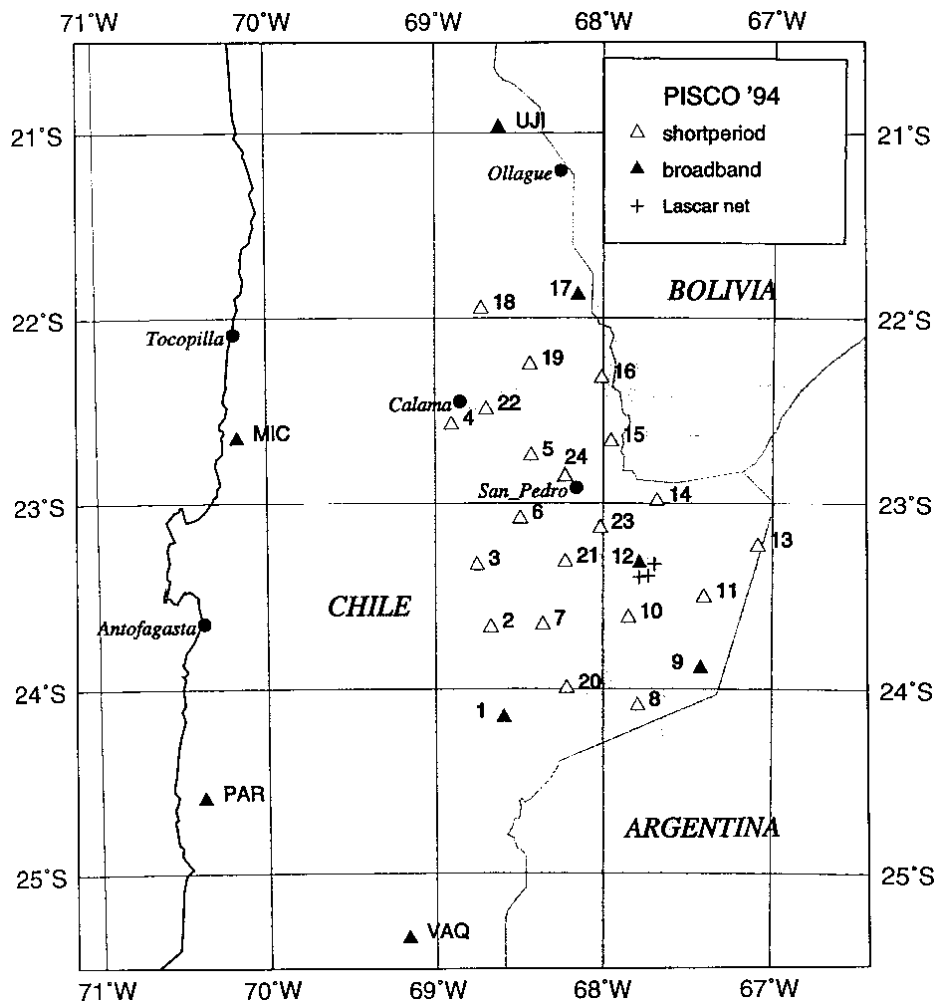 71°W 70°W 69°W 68°W 67°W
PISCO '94
shortperiod
broadband
Lascar net
UJI
21°S 21°S
Ollague
17
BOLIVIA
18
22°S 22°S
Tocopilla
19
16
Calama
22
4
MIC
15
5
24
San_Pedro
14
23°S 23°S
6
23
13
3
21
12
11
CHILE
2
7
10
Antofagasta
9
24°S 24°S
20
8
1
PAR
ARGENTINA
25°S 25°S
VAQ
71°W 70°W 69°W 68°W 67°W